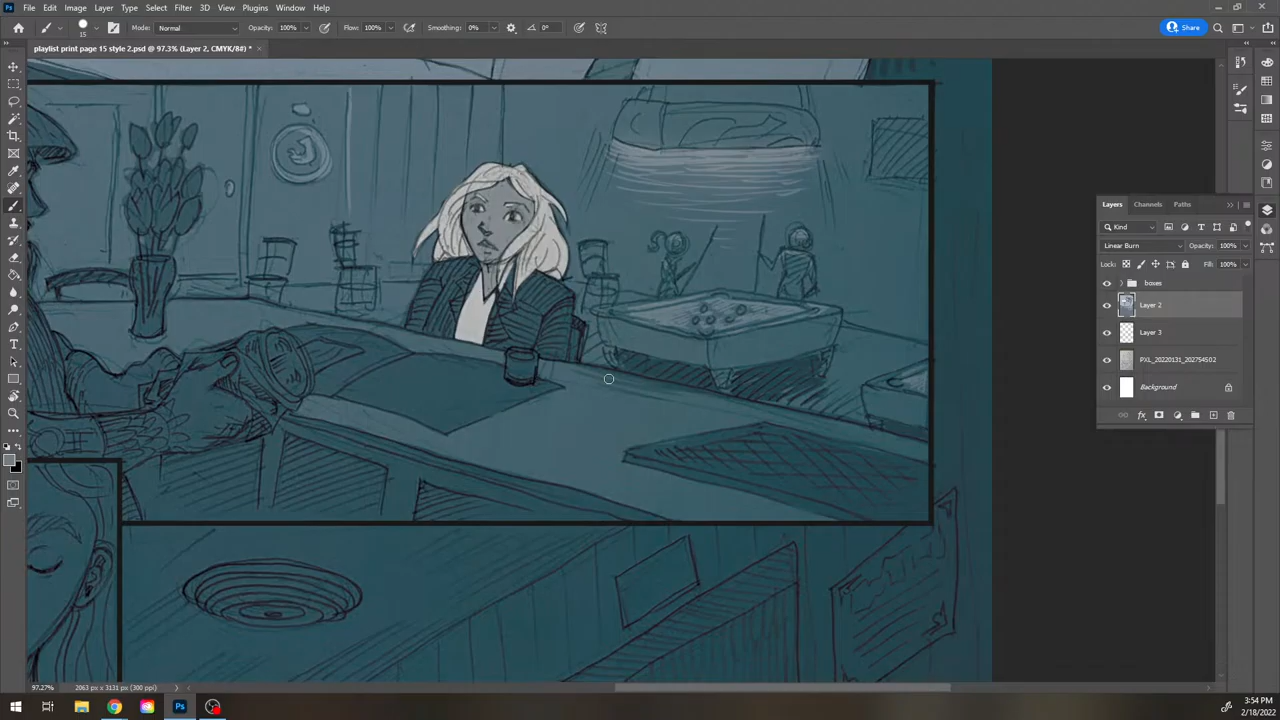 Ps File Edit Image Layer Type Select Filter 3D View Plugins Window Help
15 Mode: Normal Opacity: 100% Flow: 100% Smoothing: 0% 0° Share
playlist print page 15 style 2.psd @ 97.3% (Layer 2, CMYK/8#) *
Layers Channels Paths
Kind
Linear Burn Opacity: 100%
Lock: Fill: 100%
boxes
Layer 2
Layer 3
PXL_20220131_202754502
Background
97.27% 2063 px x 3131 px (300 ppi)
3:54 PM
2/18/2022